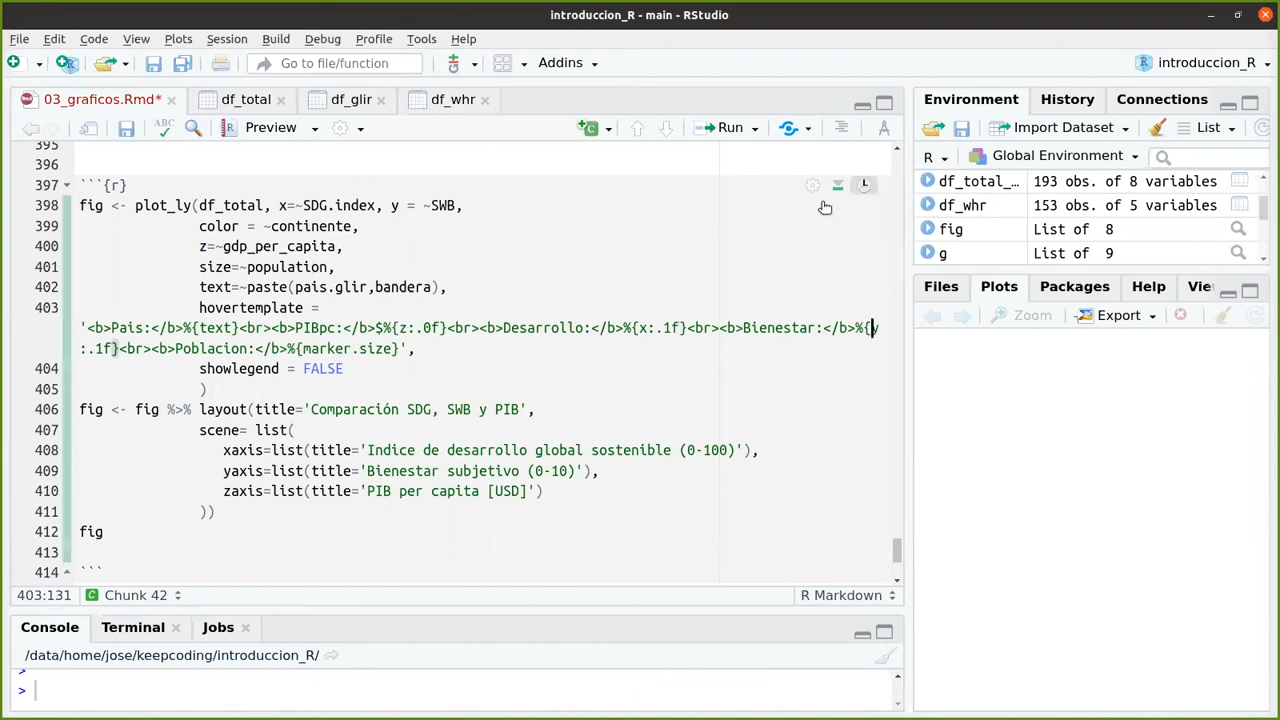 introduccion_R - main - RStudio
File Edit Code View Plots Session Build Debug Profile Tools Help
Go to file/function Addins introduccion_R
03_graficos.Rmd* df_total df_glir df_whr
ABC Preview Run
395
396
397 ```{r}
398 fig <- plot_ly(df_total, x=~SDG.index, y = ~SWB,
399 color = ~continente,
400 z=~gdp_per_capita,
401 size=~population,
402 text=~paste(pais.glir,bandera),
403 hovertemplate =
'<b>Pais:</b>%{text}<br><b>PIBpc:</b>$%{z:.0f}<br><b>Desarrollo:</b>%{x:.1f}<br><b>Bienestar:</b>%{y
:.1f}<br><b>Poblacion:</b>%{marker.size}',
404 showlegend = FALSE
405 )
406 fig <- fig %>% layout(title='Comparación SDG, SWB y PIB',
407 scene= list(
408 xaxis=list(title='Indice de desarrollo global sostenible (0-100)'),
409 yaxis=list(title='Bienestar subjetivo (0-10)'),
410 zaxis=list(title='PIB per capita [USD]')
411 ))
412 fig
413
414 ```
403:131 Chunk 42 R Markdown
Console Terminal Jobs
/data/home/jose/keepcoding/introduccion_R/
>
>
Environment History Connections
Import Dataset List
R Global Environment
df_total_… 193 obs. of 8 variables
df_whr 153 obs. of 5 variables
fig List of 8
g List of 9
Files Plots Packages Help Vie
Zoom Export